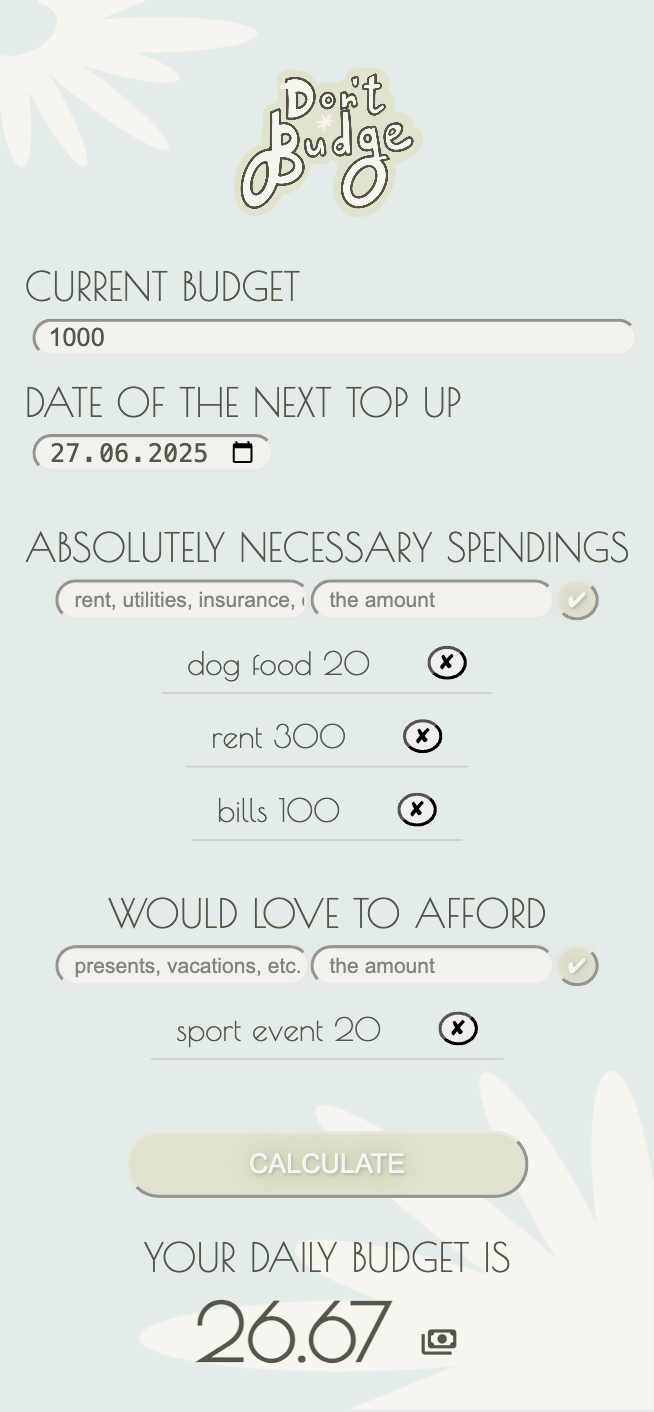 Don't
Budge
CURRENT BUDGET
1000
DATE OF THE NEXT TOP UP
27.06.2025
ABSOLUTELY NECESSARY SPENDINGS
rent, utilities, insurance, the amount ✔
dog food 20 ✘
rent 300 ✘
bills 100 ✘
WOULD LOVE TO AFFORD
presents, vacations, etc. the amount ✔
sport event 20 ✘
CALCULATE
YOUR DAILY BUDGET IS
26.67